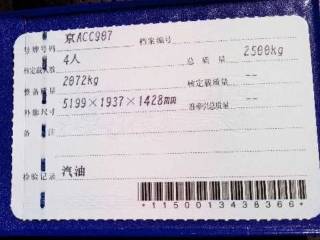 号牌号码 京ACC987 档案编号
核定载人数 4人 总质量 2500kg
整备质量 2072kg 核定载质量 --
外廓尺寸 5199×1937×1428mm 准牵引总质量 --
备注
检验记录 汽油
*1150013438366*